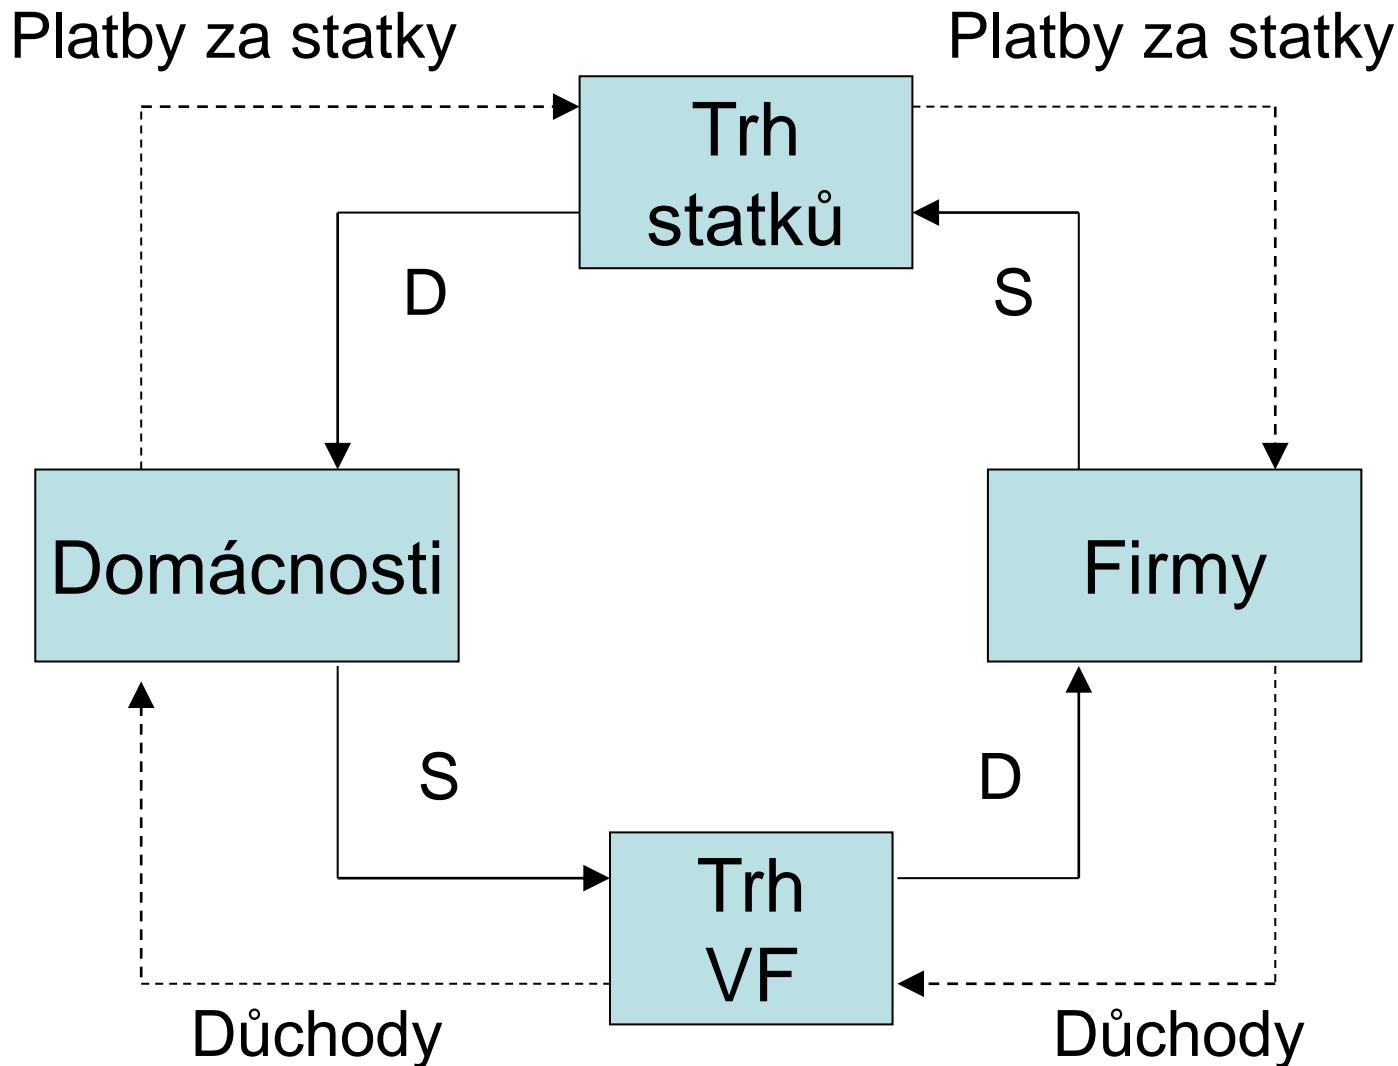 Platby za statky
Platby za statky
Trh
statků
D
S
Domácnosti
Firmy
S
D
Trh
VF
Důchody
Důchody